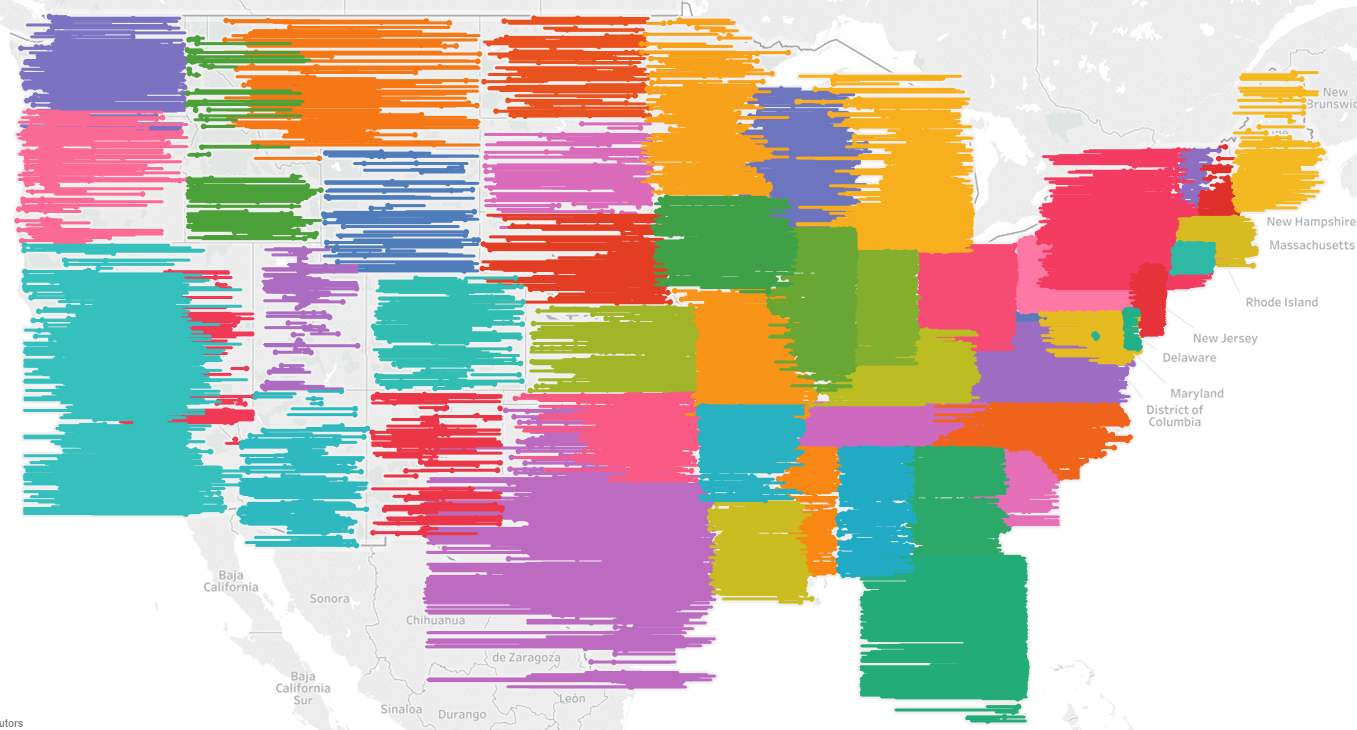 New
Brunswic
New Hampshire
Massachusetts
Rhode Island
New Jersey
Delaware
Maryland
District of
Columbia
Baja
California
Sonora
Chihuahua
de Zaragoza
Baja
California
Sur
León
Sinaloa
Durango
utors